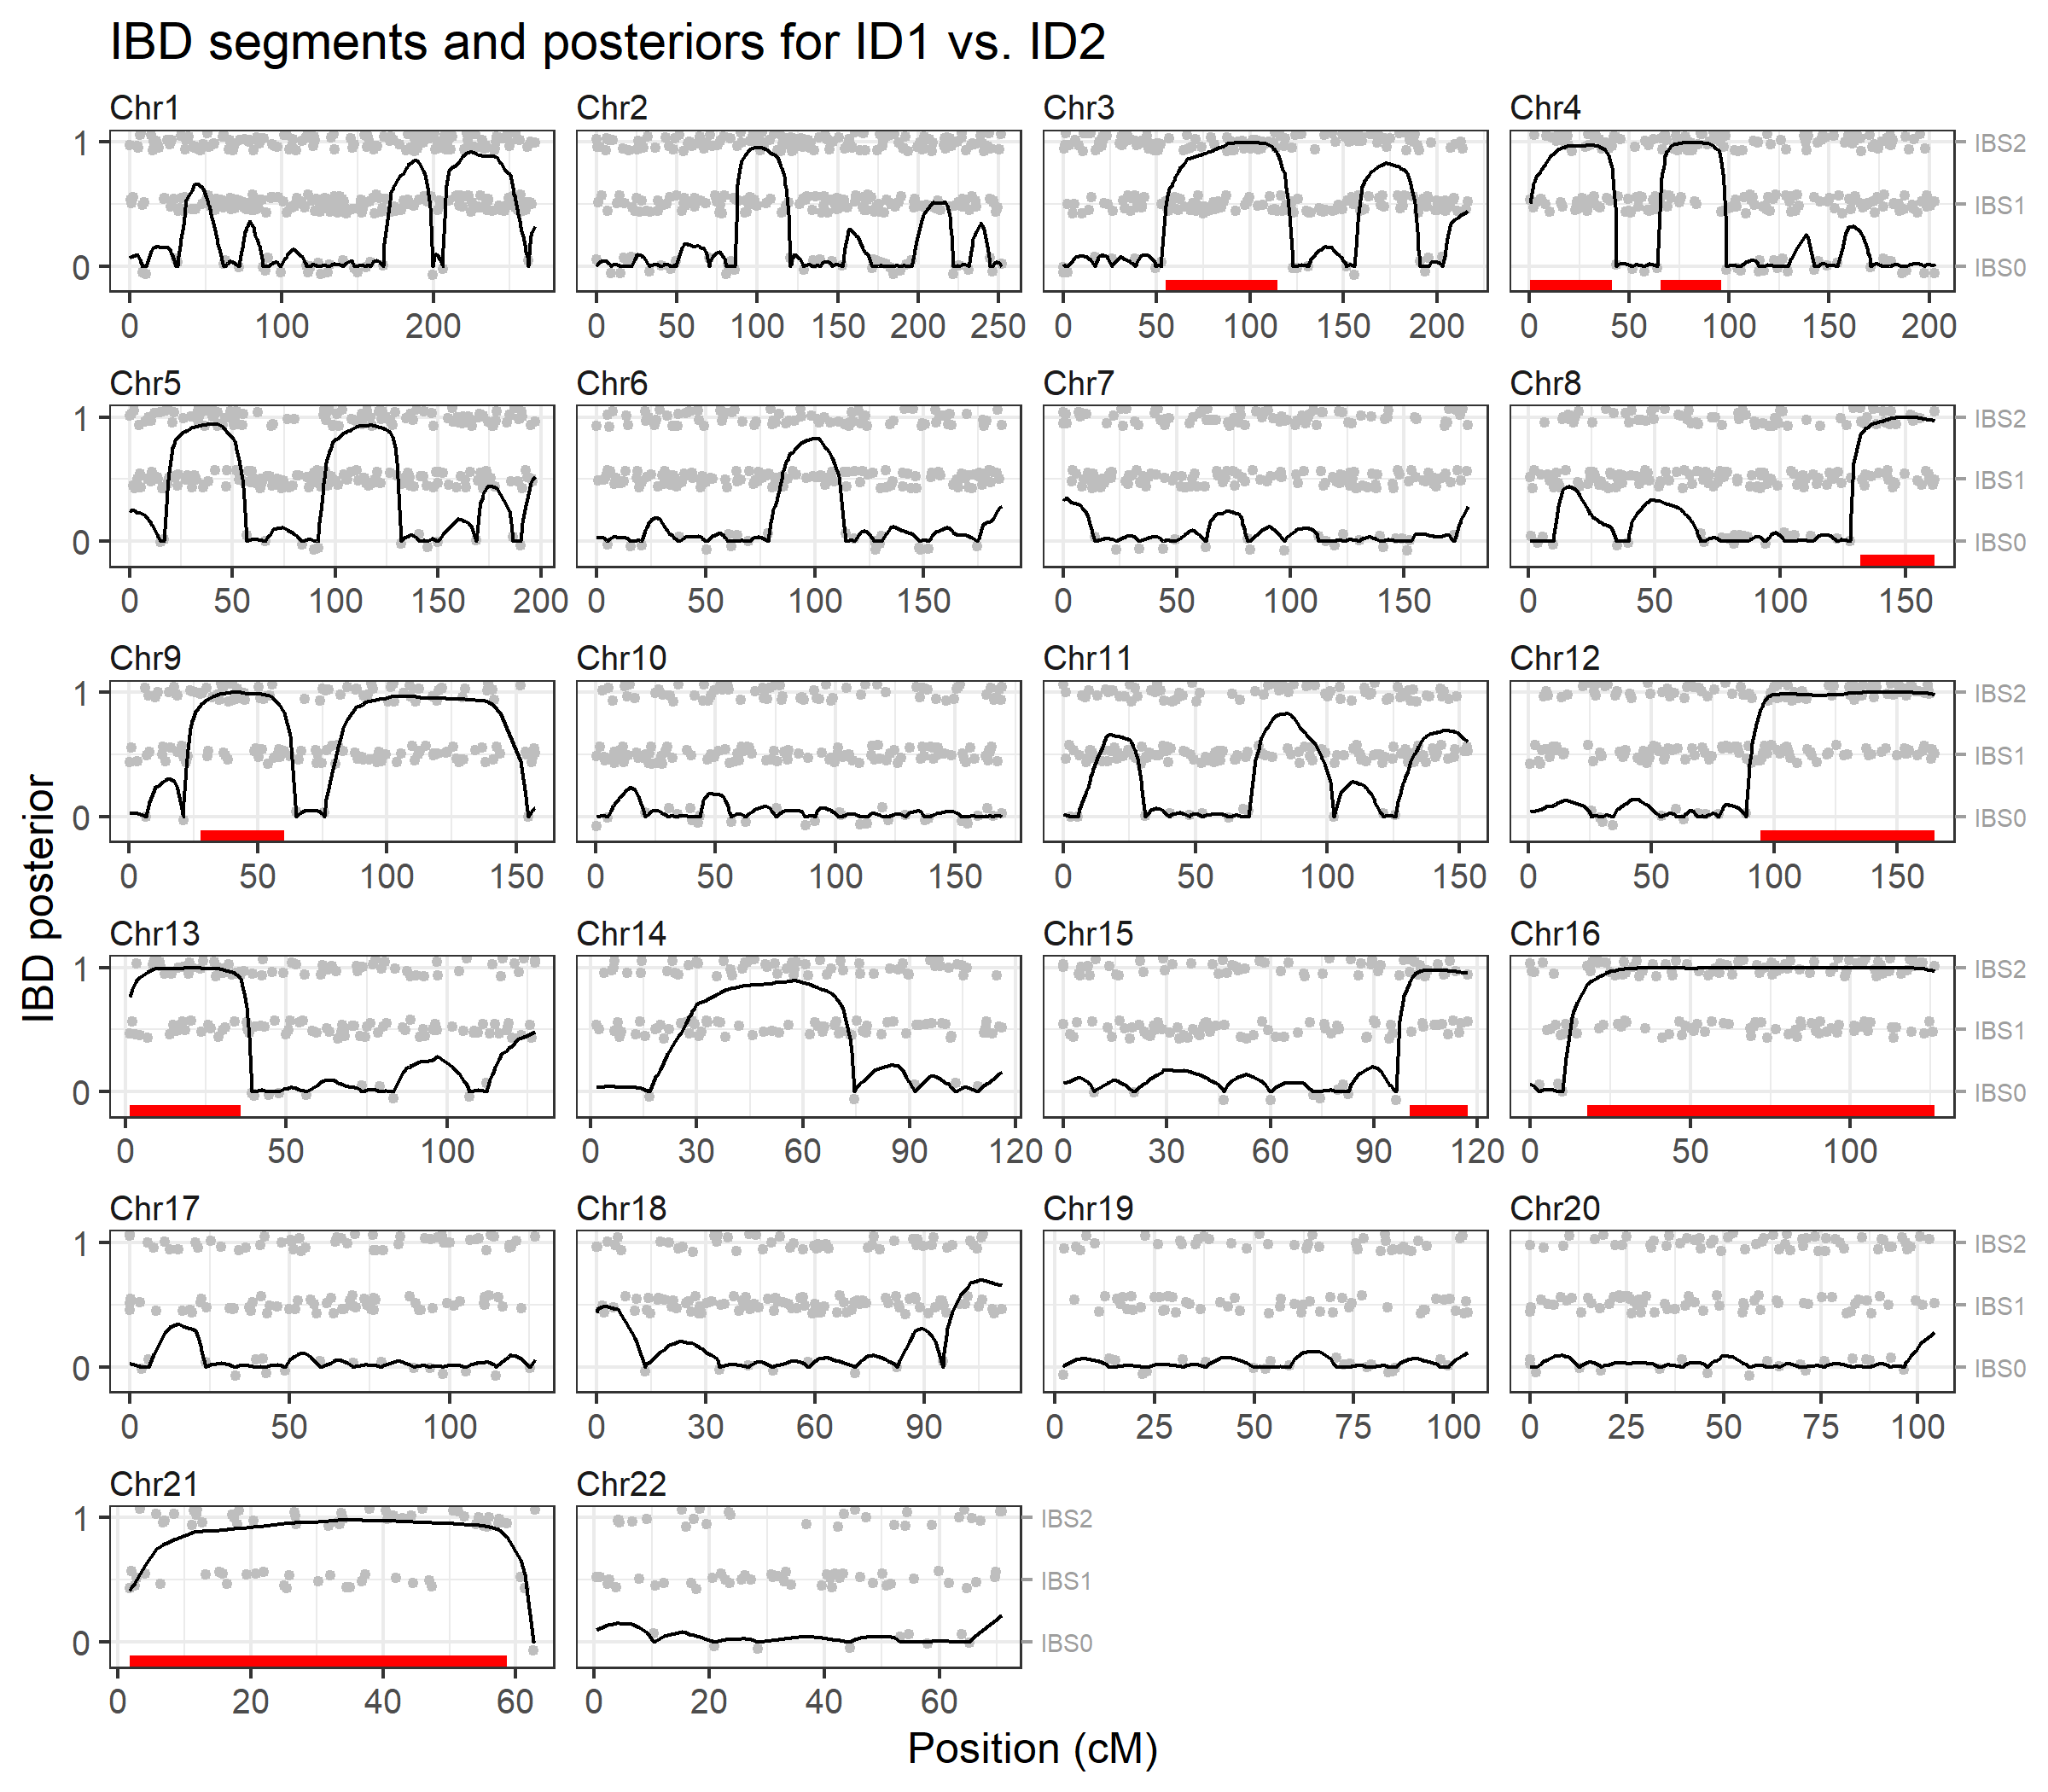 IBD segments and posteriors for ID1 vs. ID2
Chr1 Chr2 Chr3 Chr4
1 IBS2
IBS1
0 IBS0
0 100 200 0 50 100 150 200 250 0 50 100 150 200 0 50 100 150 200
Chr5 Chr6 Chr7 Chr8
1 IBS2
IBS1
0 IBS0
0 50 100 150 200 0 50 100 150 0 50 100 150 0 50 100 150
Chr9 Chr10 Chr11 Chr12
1 IBS2
IBS1
0 IBS0
0 50 100 150 0 50 100 150 0 50 100 150 0 50 100 150
IBD posterior
Chr13 Chr14 Chr15 Chr16
1 IBS2
IBS1
0 IBS0
0 50 100 0 30 60 90 120 0 30 60 90 120 0 50 100
Chr17 Chr18 Chr19 Chr20
1 IBS2
IBS1
0 IBS0
0 50 100 0 30 60 90 0 25 50 75 100 0 25 50 75 100
Chr21 Chr22
1 IBS2
IBS1
0 IBS0
0 20 40 60 0 20 40 60
Position (cM)